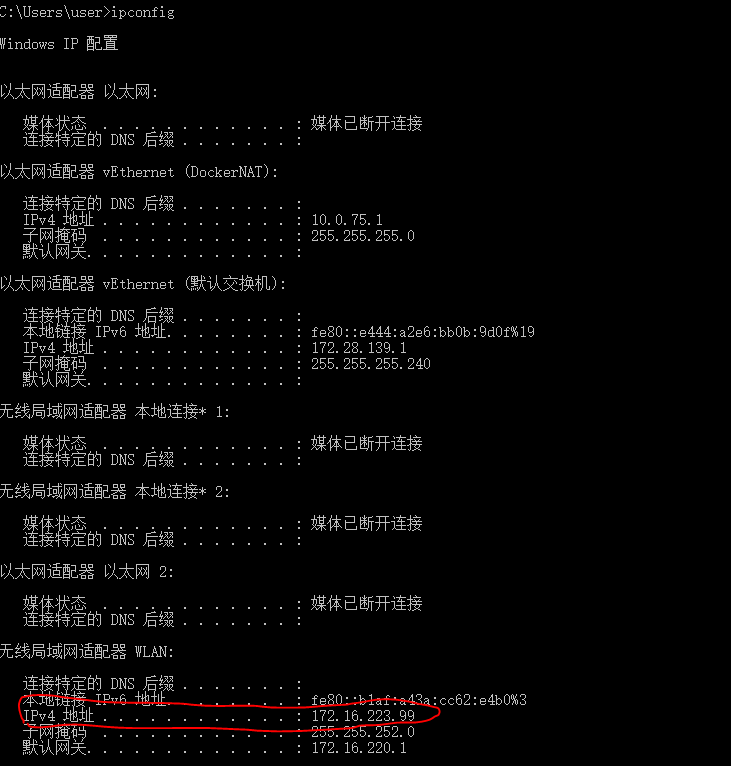 C:\Users\user>ipconfig
Windows IP 配置
以太网适配器 以太网:
媒体状态 . . . . . . . . . . . . : 媒体已断开连接
连接特定的 DNS 后缀 . . . . . . . :
以太网适配器 vEthernet (DockerNAT):
连接特定的 DNS 后缀 . . . . . . . :
IPv4 地址 . . . . . . . . . . . . : 10.0.75.1
子网掩码 . . . . . . . . . . . . : 255.255.255.0
默认网关. . . . . . . . . . . . . :
以太网适配器 vEthernet (默认交换机):
连接特定的 DNS 后缀 . . . . . . . :
本地链接 IPv6 地址. . . . . . . . : fe80::e444:a2e6:bb0b:9d0f%19
IPv4 地址 . . . . . . . . . . . . : 172.28.139.1
子网掩码 . . . . . . . . . . . . : 255.255.255.240
默认网关. . . . . . . . . . . . . :
无线局域网适配器 本地连接* 1:
媒体状态 . . . . . . . . . . . . : 媒体已断开连接
连接特定的 DNS 后缀 . . . . . . . :
无线局域网适配器 本地连接* 2:
媒体状态 . . . . . . . . . . . . : 媒体已断开连接
连接特定的 DNS 后缀 . . . . . . . :
以太网适配器 以太网 2:
媒体状态 . . . . . . . . . . . . : 媒体已断开连接
连接特定的 DNS 后缀 . . . . . . . :
无线局域网适配器 WLAN:
连接特定的 DNS 后缀 . . . . . . . :
本地链接 IPv6 地址. . . . . . . . : fe80::b1af:a43a:cc62:e4b0%3
IPv4 地址 . . . . . . . . . . . . : 172.16.223.99
子网掩码 . . . . . . . . . . . . : 255.255.252.0
默认网关. . . . . . . . . . . . . : 172.16.220.1